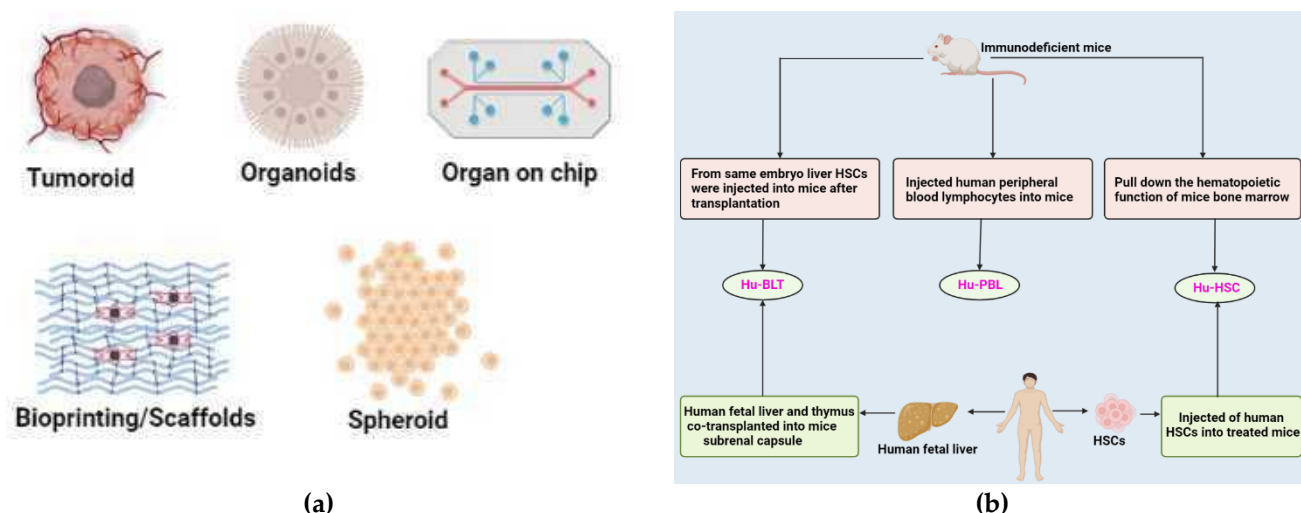 Tumoroid
Organoids
Organ on chip
Bioprinting/Scaffolds
Spheroid
(a)
Immunodeficient mice
From same embryo liver HSCs
were injected into mice after
transplantation
Injected human peripheral
blood lymphocytes into mice
Pull down the hematopoietic
function of mice bone marrow
Hu-BLT
Hu-PBL
Hu-HSC
Human fetal liver and thymus
co-transplanted into mice
subrenal capsule
Human fetal liver
HSCs
Injected of human
HSCs into treated mice
(b)